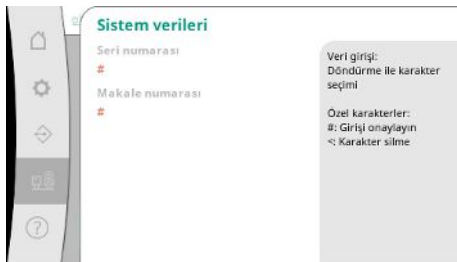 Sistem verileri
Seri numarası
#
Makale numarası
#
Veri girişi:
Döndürme ile karakter
seçimi
Özel karakterler:
#: Girişi onaylayın
<: Karakter silme
?